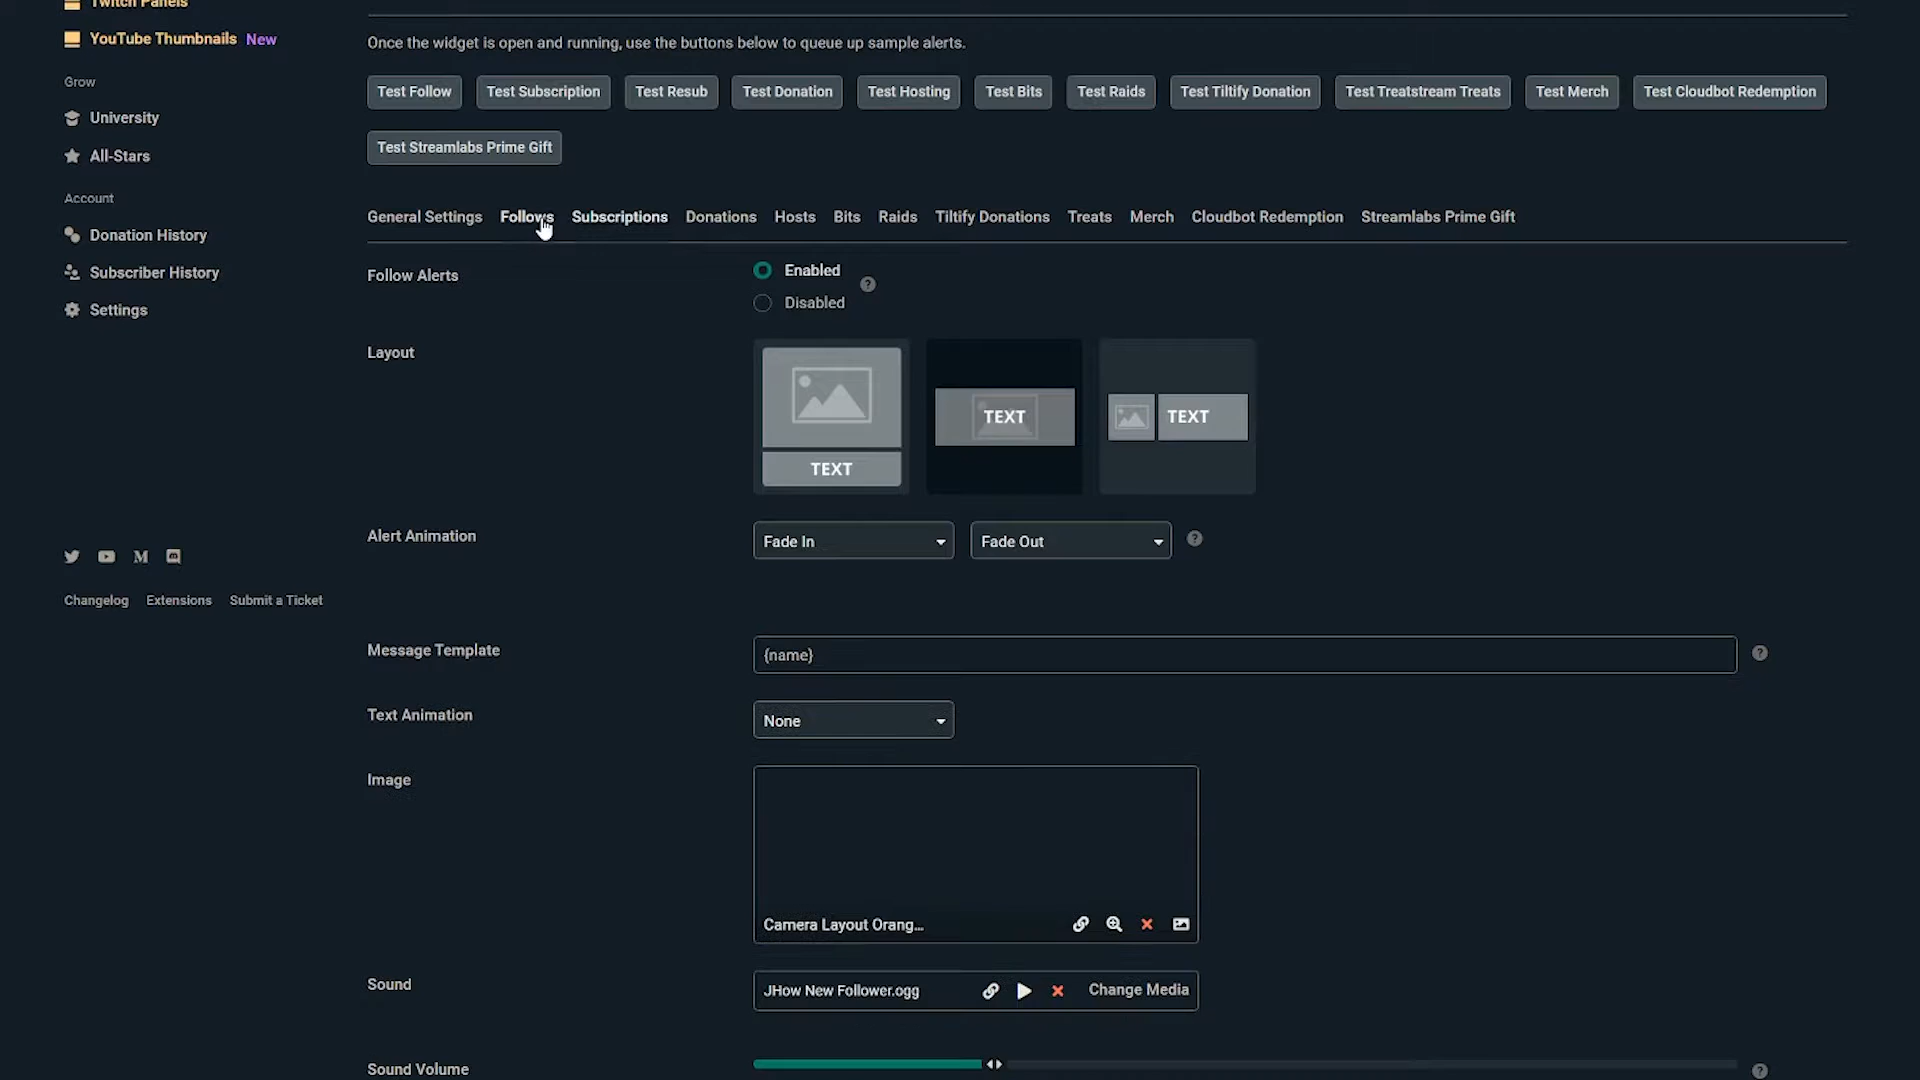 Twitch Panels
YouTube Thumbnails New
Grow
University
All-Stars
Account
Donation History
Subscriber History
Settings
Changelog Extensions Submit a Ticket
Once the widget is open and running, use the buttons below to queue up sample alerts.
Test Follow Test Subscription Test Resub Test Donation Test Hosting Test Bits Test Raids Test Tiltify Donation Test Treatstream Treats Test Merch Test Cloudbot Redemption
Test Streamlabs Prime Gift
General Settings Follows Subscriptions Donations Hosts Bits Raids Tiltify Donations Treats Merch Cloudbot Redemption Streamlabs Prime Gift
Follow Alerts
Enabled
Disabled
Layout
TEXT
TEXT
TEXT
Alert Animation
Fade In
Fade Out
Message Template
{name}
Text Animation
None
Image
Camera Layout Orang...
Sound
JHow New Follower.ogg
Change Media
Sound Volume